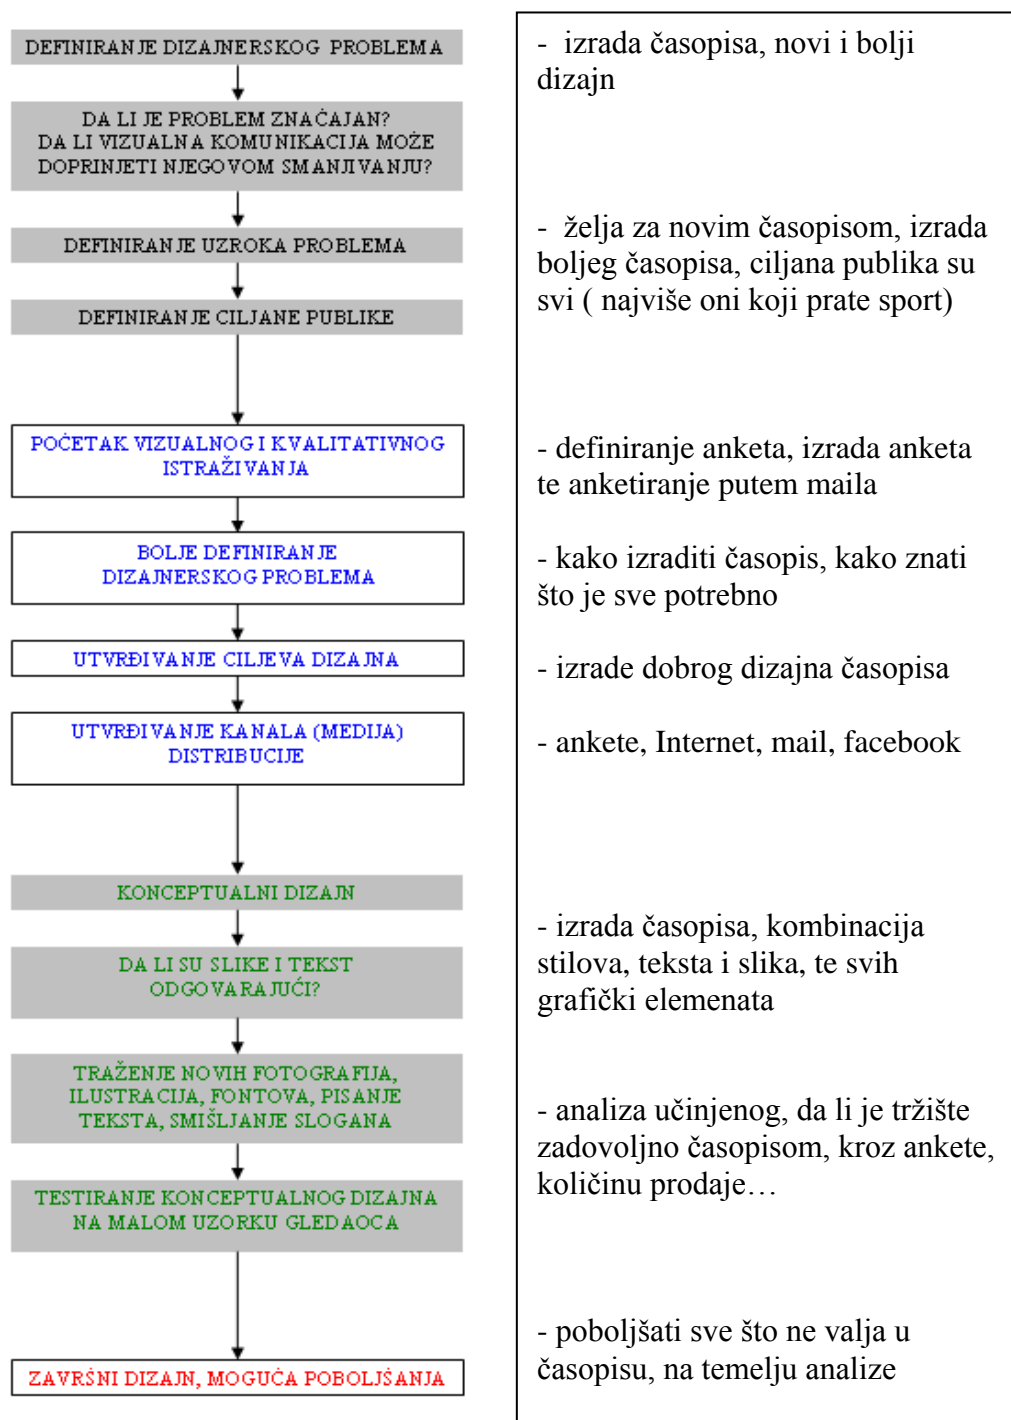 DEFINIRANJE DIZAJNERSKOG PROBLEMA
DA LI JE PROBLEM ZNAČAJAN?
DA LI VIZUALNA KOMUNIKACIJA MOŽE
DOPRINJETI NJEGOVOM SMANJIVANJU?
DEFINIRANJE UZROKA PROBLEMA
DEFINIRANJE CILJANE PUBLIKE
POČETAK VIZUALNOG I KVALITATIVNOG
ISTRAŽIVANJA
BOLJE DEFINIRANJE
DIZAJNERSKOG PROBLEMA
UTVRĐIVANJE CILJEVA DIZAJNA
UTVRĐIVANJE KANALA (MEDIJA)
DISTRIBUCIJE
KONCEPTUALNI DIZAJN
DA LI SU SLIKE I TEKST
ODGOVARAJUĆI?
TRAŽENJE NOVIH FOTOGRAFIJA,
ILUSTRACIJA, FONTOVA, PISANJE
TEKSTA, SMIŠLJANJE SLOGANA
TESTIRANJE KONCEPTUALNOG DIZAJNA
NA MALOM UZORKU GLEDAOCA
ZAVRŠNI DIZAJN, MOGUĆA POBOLJŠANJA
- izrada časopisa, novi i bolji
dizajn
- želja za novim časopisom, izrada
boljeg časopisa, ciljana publika su
svi ( najviše oni koji prate sport)
- definiranje anketa, izrada anketa
te anketiranje putem maila
- kako izraditi časopis, kako znati
što je sve potrebno
- izrade dobrog dizajna časopisa
- ankete, Internet, mail, facebook
- izrada časopisa, kombinacija
stilova, teksta i slika, te svih
grafički elemenata
- analiza učinjenog, da li je tržište
zadovoljno časopisom, kroz ankete,
količinu prodaje…
- poboljšati sve što ne valja u
časopisu, na temelju analize